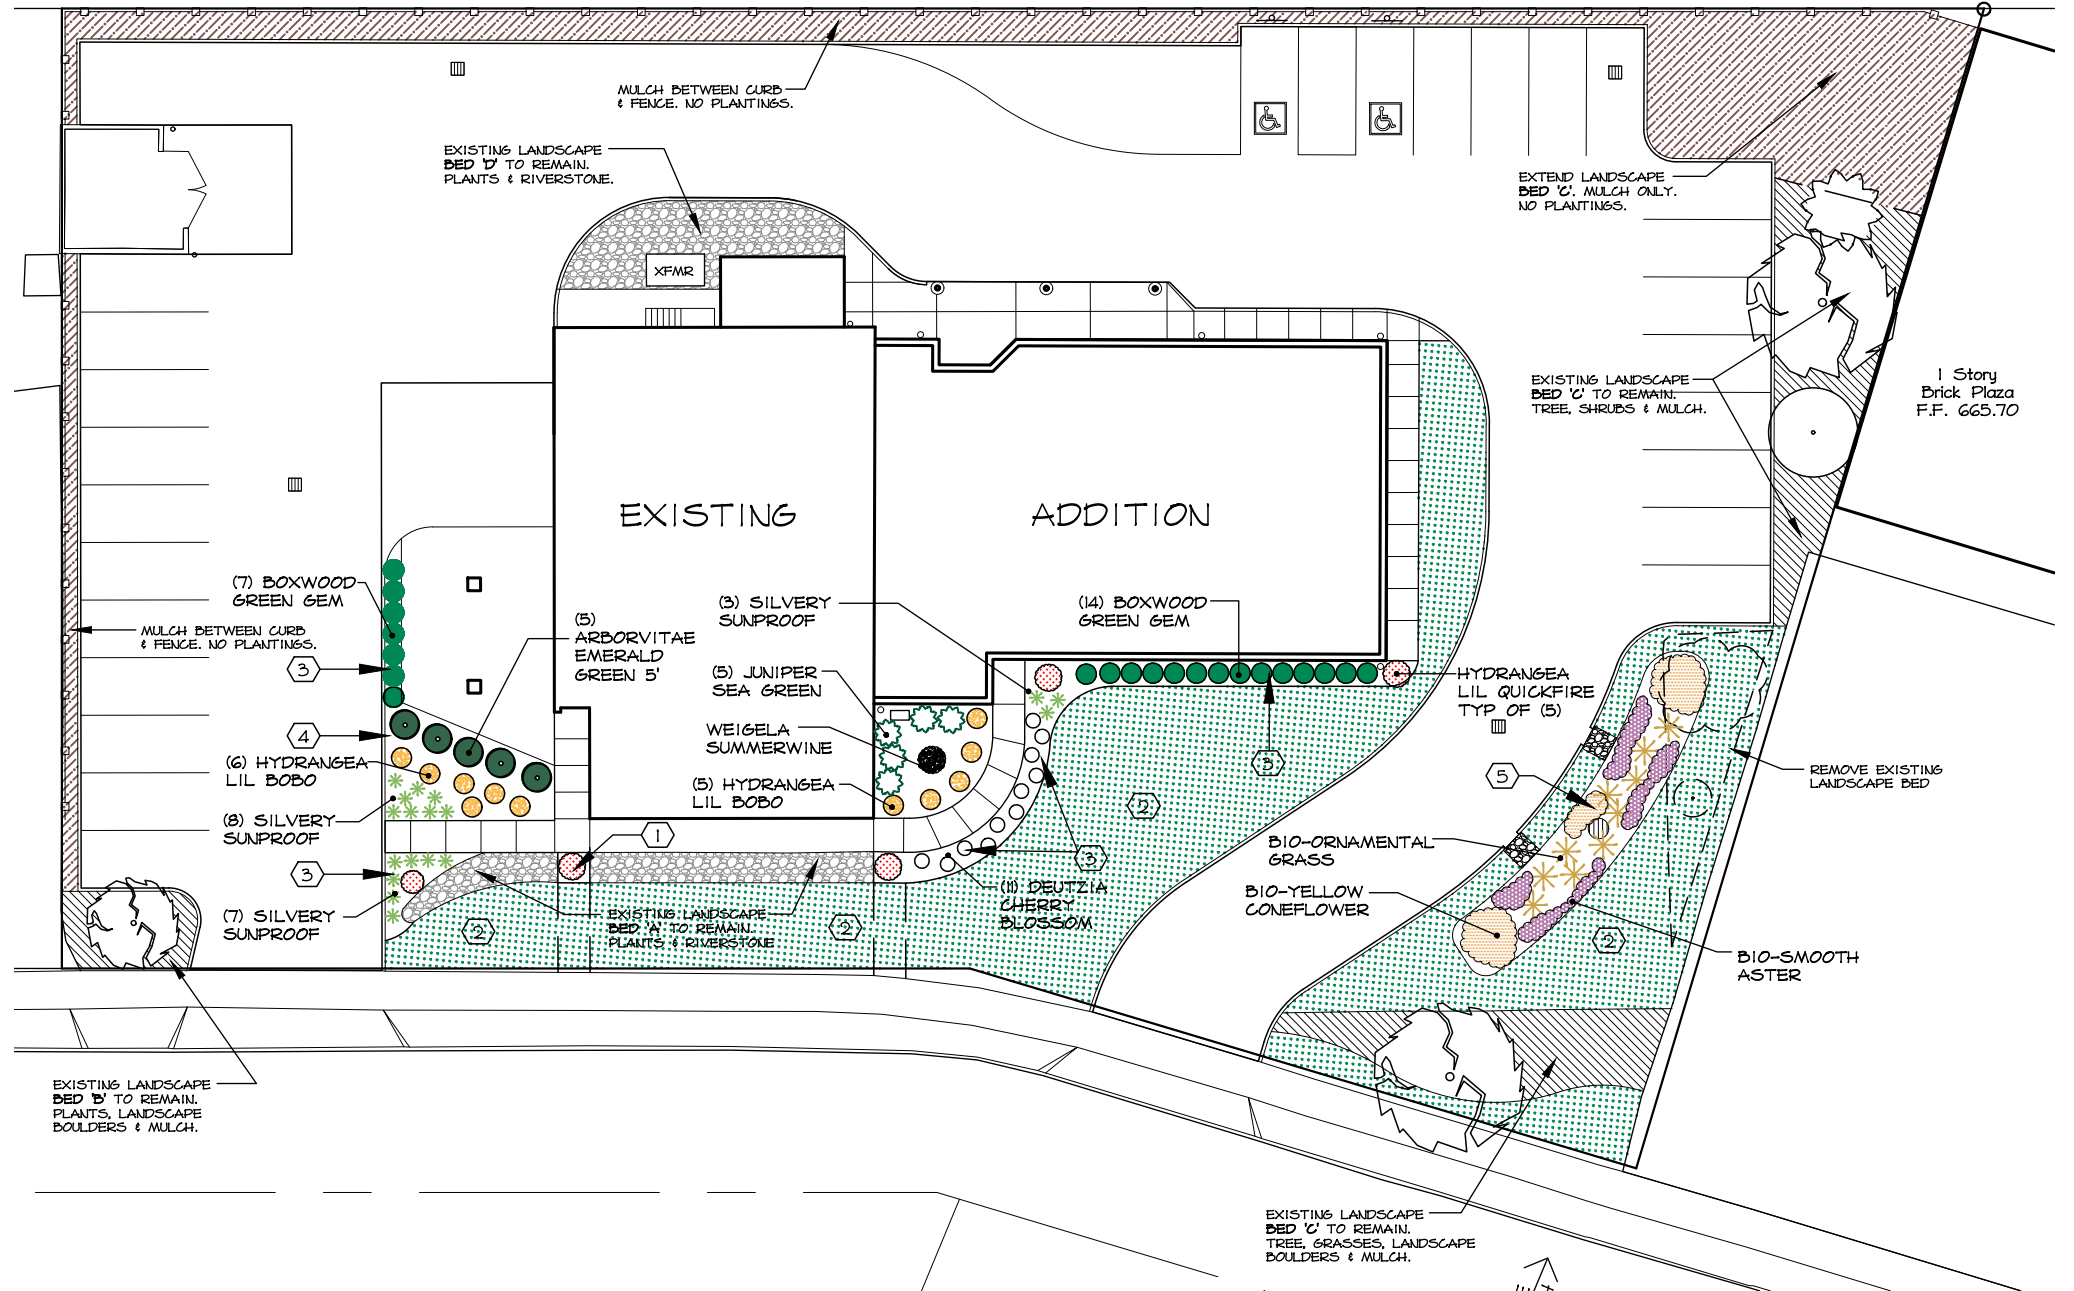 MULCH BETWEEN CURB
& FENCE. NO PLANTINGS.
EXISTING LANDSCAPE
BED 'D' TO REMAIN.
PLANTS & RIVERSTONE.
EXTEND LANDSCAPE
BED 'C'. MULCH ONLY.
NO PLANTINGS.
XFMR
EXISTING LANDSCAPE
BED 'C' TO REMAIN.
TREE, SHRUBS & MULCH.
1 Story
Brick Plaza
F.F. 665.70
EXISTING
ADDITION
(7) BOXWOOD
GREEN GEM
MULCH BETWEEN CURB
& FENCE. NO PLANTINGS.
3
4
(5)
ARBORVITAE
EMERALD
GREEN 5'
(3) SILVERY
SUNPROOF
(14) BOXWOOD
GREEN GEM
(5) JUNIPER
SEA GREEN
WEIGELA
SUMMERWINE
HYDRANGEA
LIL QUICKFIRE
TYP OF (5)
(6) HYDRANGEA
LIL BOBO
(5) HYDRANGEA
LIL BOBO
3
5
REMOVE EXISTING
LANDSCAPE BED
(8) SILVERY
SUNPROOF
1
2
3
BIO-ORNAMENTAL
GRASS
3
(11) DEUTZIA
CHERRY
BLOSSOM
BIO-YELLOW
CONEFLOWER
(7) SILVERY
SUNPROOF
2
EXISTING LANDSCAPE
BED 'A' TO REMAIN.
PLANTS & RIVERSTONE
2
2
BIO-SMOOTH
ASTER
EXISTING LANDSCAPE
BED 'B' TO REMAIN.
PLANTS, LANDSCAPE
BOULDERS & MULCH.
EXISTING LANDSCAPE
BED 'C' TO REMAIN.
TREE, GRASSES, LANDSCAPE
BOULDERS & MULCH.